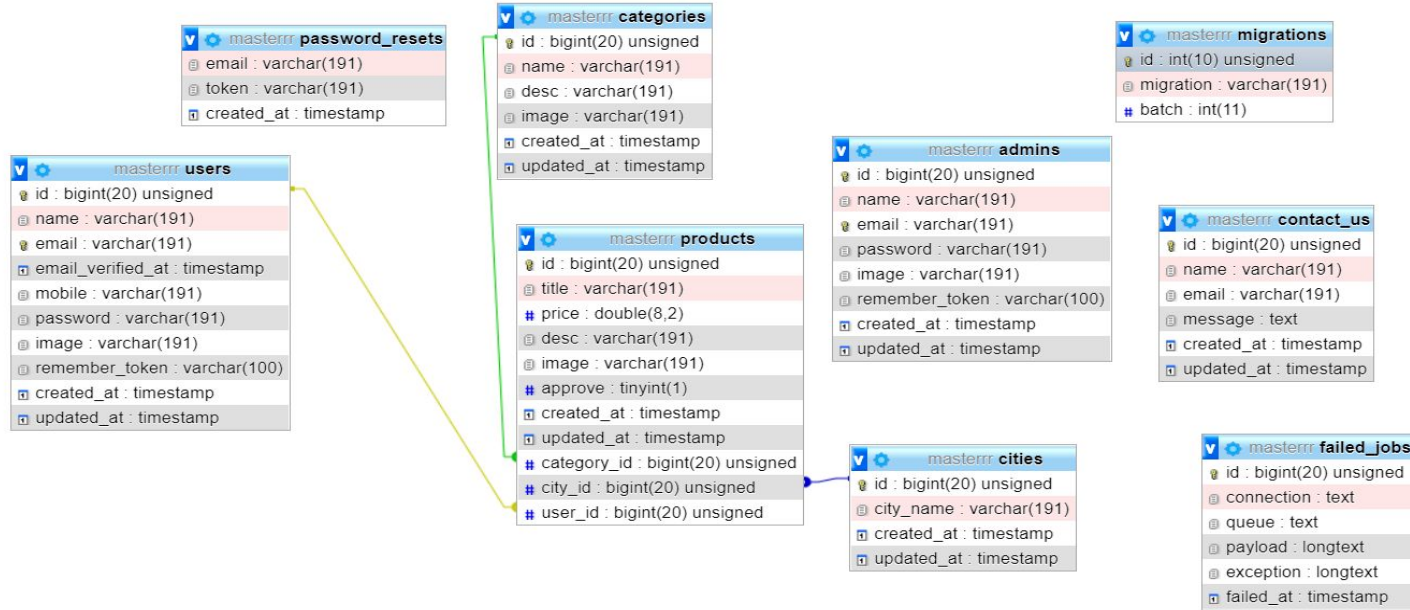 masterrr password_resets
email : varchar(191)
token : varchar(191)
created_at : timestamp
masterrr categories
id : bigint(20) unsigned
name : varchar(191)
desc : varchar(191)
image : varchar(191)
created_at : timestamp
updated_at : timestamp
masterrr migrations
id : int(10) unsigned
migration : varchar(191)
batch : int(11)
masterrr users
id : bigint(20) unsigned
name : varchar(191)
email : varchar(191)
email_verified_at : timestamp
mobile : varchar(191)
password : varchar(191)
image : varchar(191)
remember_token : varchar(100)
created_at : timestamp
updated_at : timestamp
masterrr products
id : bigint(20) unsigned
title : varchar(191)
price : double(8,2)
desc : varchar(191)
image : varchar(191)
approve : tinyint(1)
created_at : timestamp
updated_at : timestamp
category_id : bigint(20) unsigned
city_id : bigint(20) unsigned
user_id : bigint(20) unsigned
masterrr admins
id : bigint(20) unsigned
name : varchar(191)
email : varchar(191)
password : varchar(191)
image : varchar(191)
remember_token : varchar(100)
created_at : timestamp
updated_at : timestamp
masterrr contact_us
id : bigint(20) unsigned
name : varchar(191)
email : varchar(191)
message : text
created_at : timestamp
updated_at : timestamp
masterrr cities
id : bigint(20) unsigned
city_name : varchar(191)
created_at : timestamp
updated_at : timestamp
masterrr failed_jobs
id : bigint(20) unsigned
connection : text
queue : text
payload : longtext
exception : longtext
failed_at : timestamp